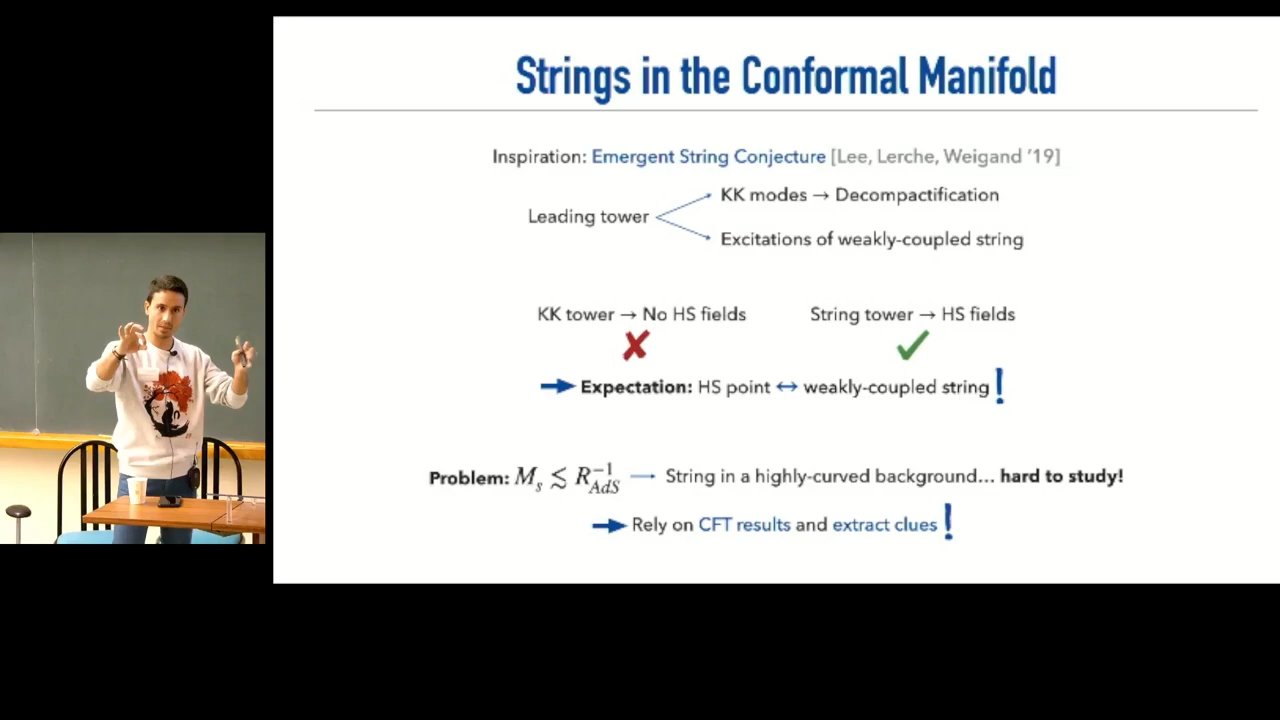 Strings in the Conformal Manifold
Inspiration: Emergent String Conjecture [Lee, Lerche, Weigand '19]
Leading tower
KK modes → Decompactification
Excitations of weakly-coupled string
KK tower → No HS fields
String tower → HS fields
Expectation: HS point ↔ weakly-coupled string!
Problem: M_s ≲ R_{AdS}^{-1} → String in a highly-curved background... hard to study!
Rely on CFT results and extract clues!